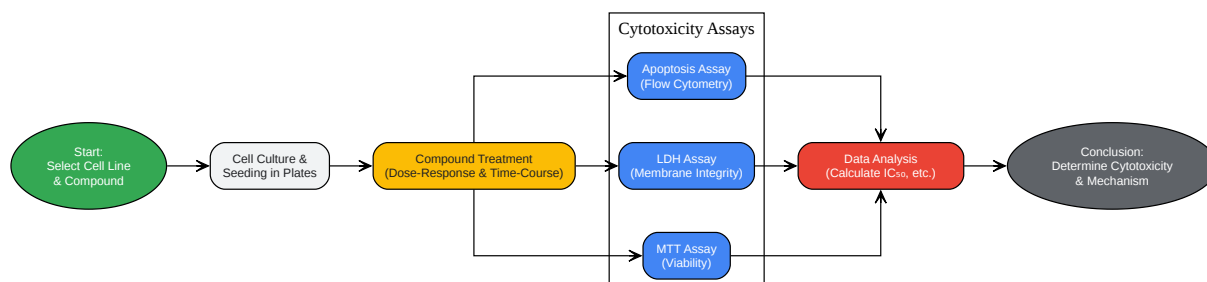 Cytotoxicity Assays
Start:
Select Cell Line
& Compound
Cell Culture &
Seeding in Plates
Compound Treatment
(Dose-Response & Time-Course)
Apoptosis Assay
(Flow Cytometry)
LDH Assay
(Membrane Integrity)
MTT Assay
(Viability)
Data Analysis
(Calculate IC₅₀, etc.)
Conclusion:
Determine Cytotoxicity
& Mechanism